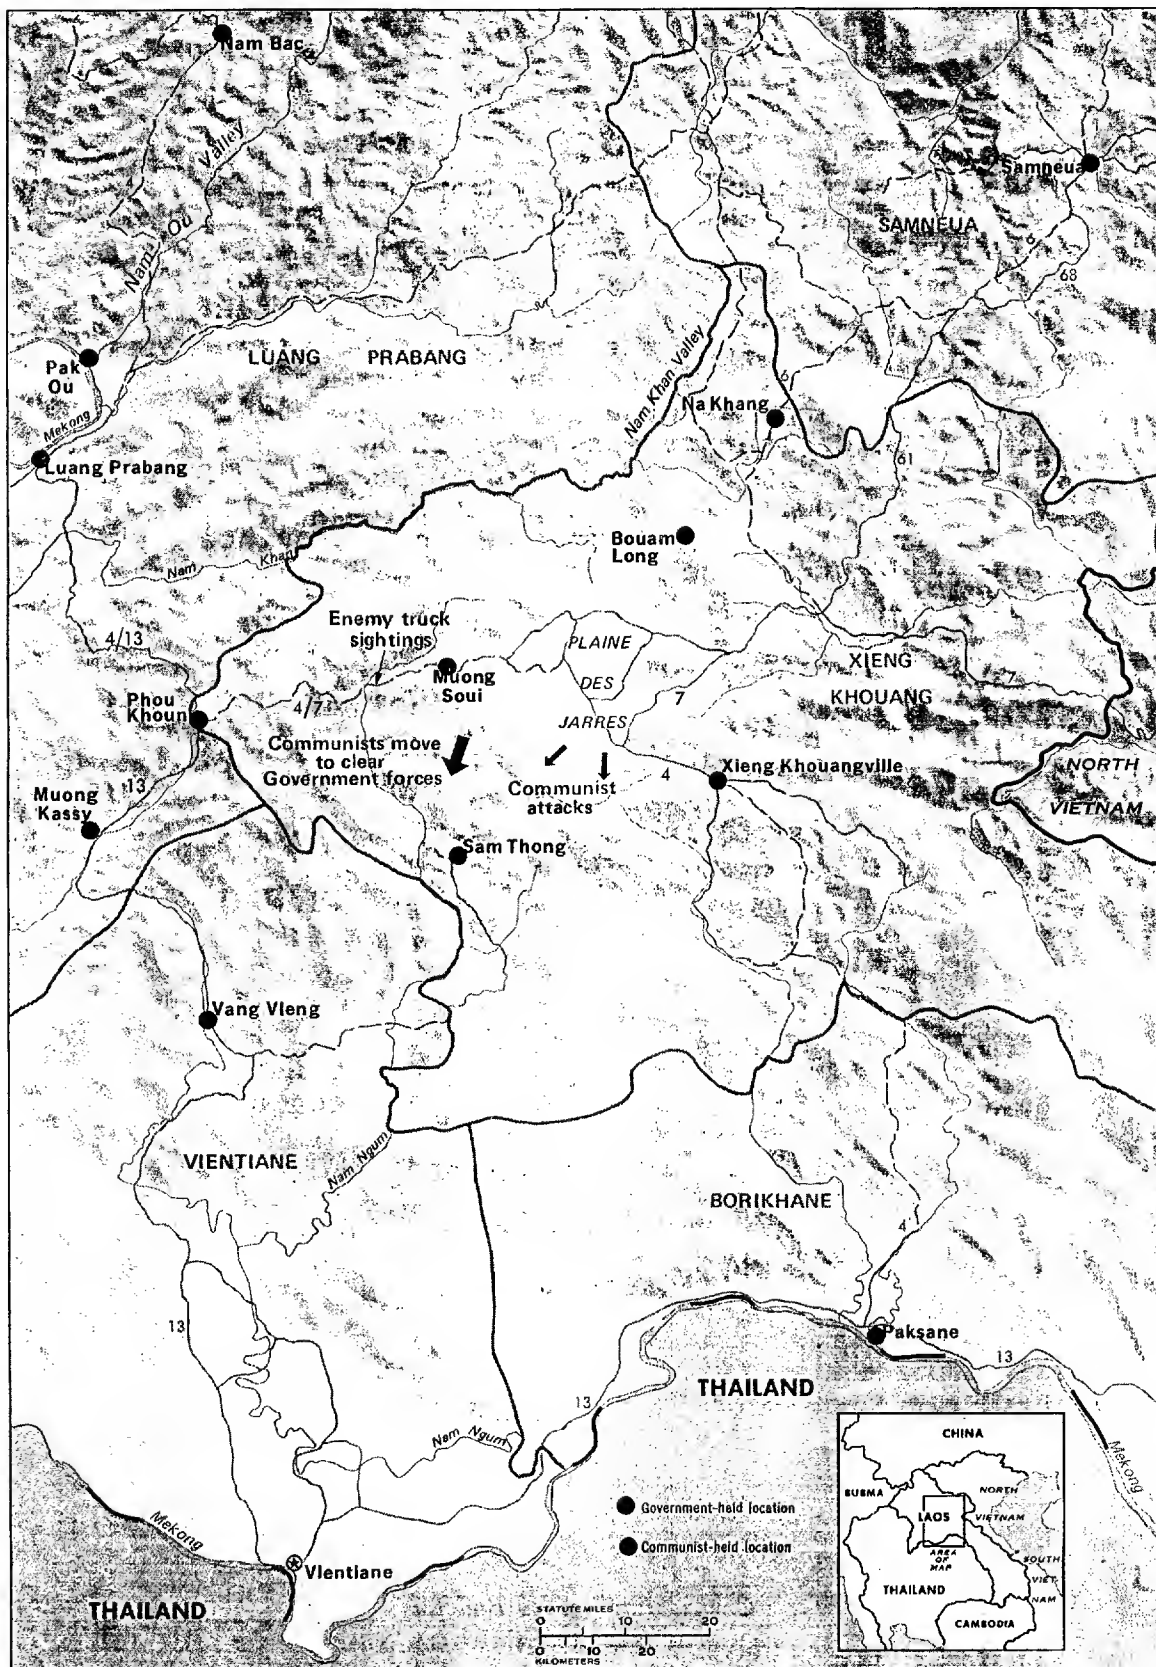 Nam Bac
Nam Ou Valley
4
Samneua
SAMNEUA
6
68
LUANG PRABANG
Pak
Ou
Mekong
Luang Prabang
Nam Khan Valley
6
Na Khang
61
Bouam
Long
Nam Khan
4/13
Enemy truck
sightings
Muong
Soui
PLAINE
DES
JARRES
XIENG
KHOUANG
7
7
4/7
Phou
Khoun
Communists move
to clear
Government forces
Communist
attacks
4
Xieng Khouangville
NORTH
VIETNAM
13
Muong
Kassy
Sam Thong
Vang Vieng
VIENTIANE
Nam Ngum
BORIKHANE
4
13
Paksane
13
THAILAND
13
Nam Ngum
Mekong
Mekong
Vientiane
THAILAND
Government-held location
Communist-held location
STATUTE MILES
0 10 20
0 10 20
KILOMETERS
CHINA
BURMA
NORTH
VIETNAM
LAOS
AREA
OF
MAP
SOUTH
VIET-
NAM
THAILAND
CAMBODIA